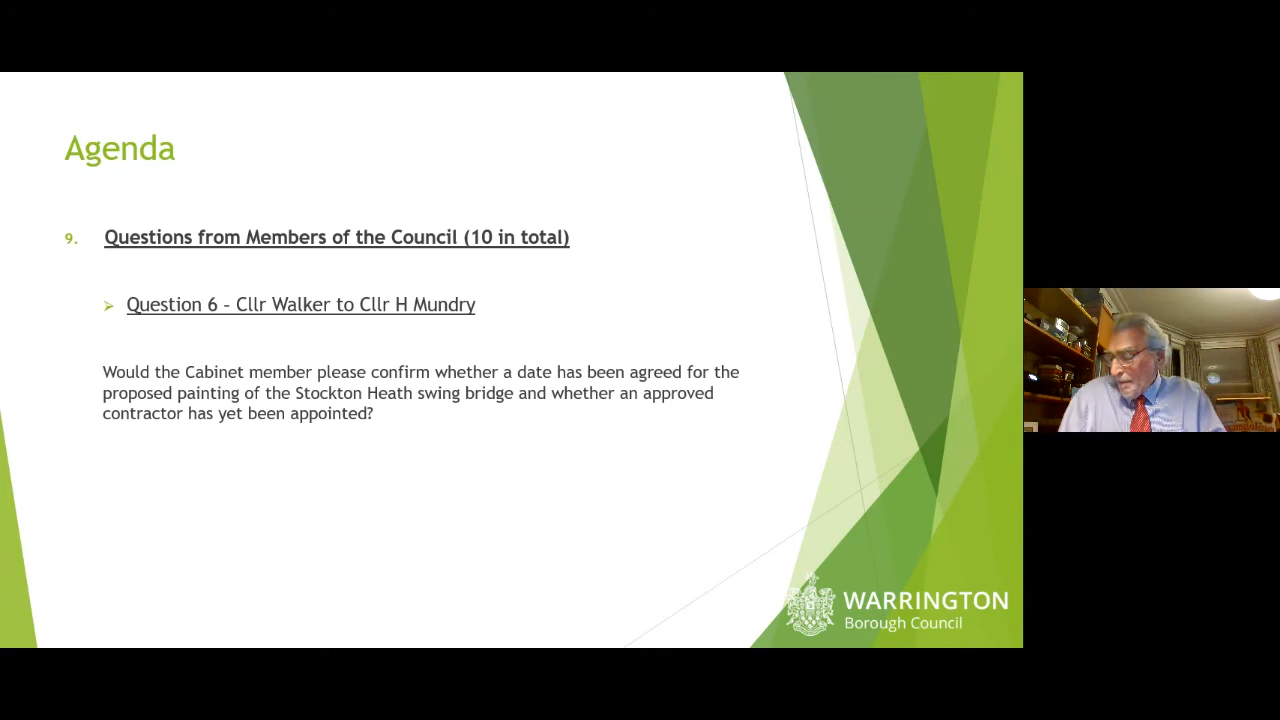 Agenda
9. Questions from Members of the Council (10 in total)
Question 6 – Cllr Walker to Cllr H Mundry
Would the Cabinet member please confirm whether a date has been agreed for the
proposed painting of the Stockton Heath swing bridge and whether an approved
contractor has yet been appointed?
WARRINGTON
Borough Council